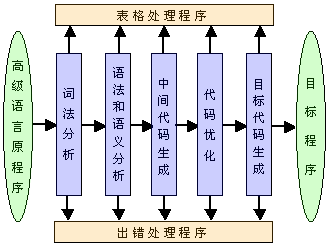 表格处理程序
高级语言原程序
词法分析
语法和语义分析
中间代码生成
代码优化
目标代码生成
目标程序
出错处理程序